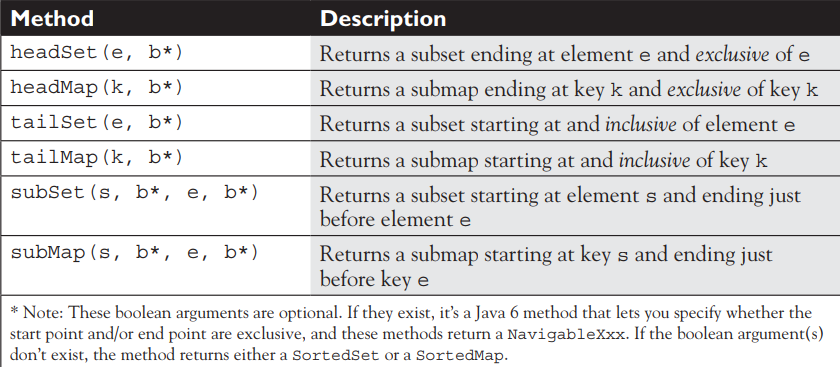 Method Description
headSet(e, b*) Returns a subset ending at element e and exclusive of e
headMap(k, b*) Returns a submap ending at key k and exclusive of key k
tailSet(e, b*) Returns a subset starting at and inclusive of element e
tailMap(k, b*) Returns a submap starting at and inclusive of key k
subSet(s, b*, e, b*) Returns a subset starting at element s and ending just
before element e
subMap(s, b*, e, b*) Returns a submap starting at key s and ending just
before key e
* Note: These boolean arguments are optional. If they exist, it's a Java 6 method that lets you specify whether the
start point and/or end point are exclusive, and these methods return a NavigableXxx. If the boolean argument(s)
don't exist, the method returns either a SortedSet or a SortedMap.